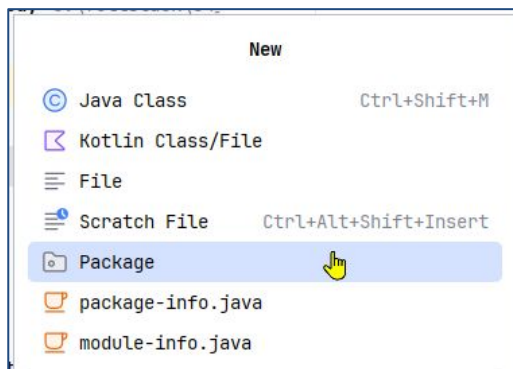 New
Java Class Ctrl+Shift+M
Kotlin Class/File
File
Scratch File Ctrl+Alt+Shift+Insert
Package
package-info.java
module-info.java